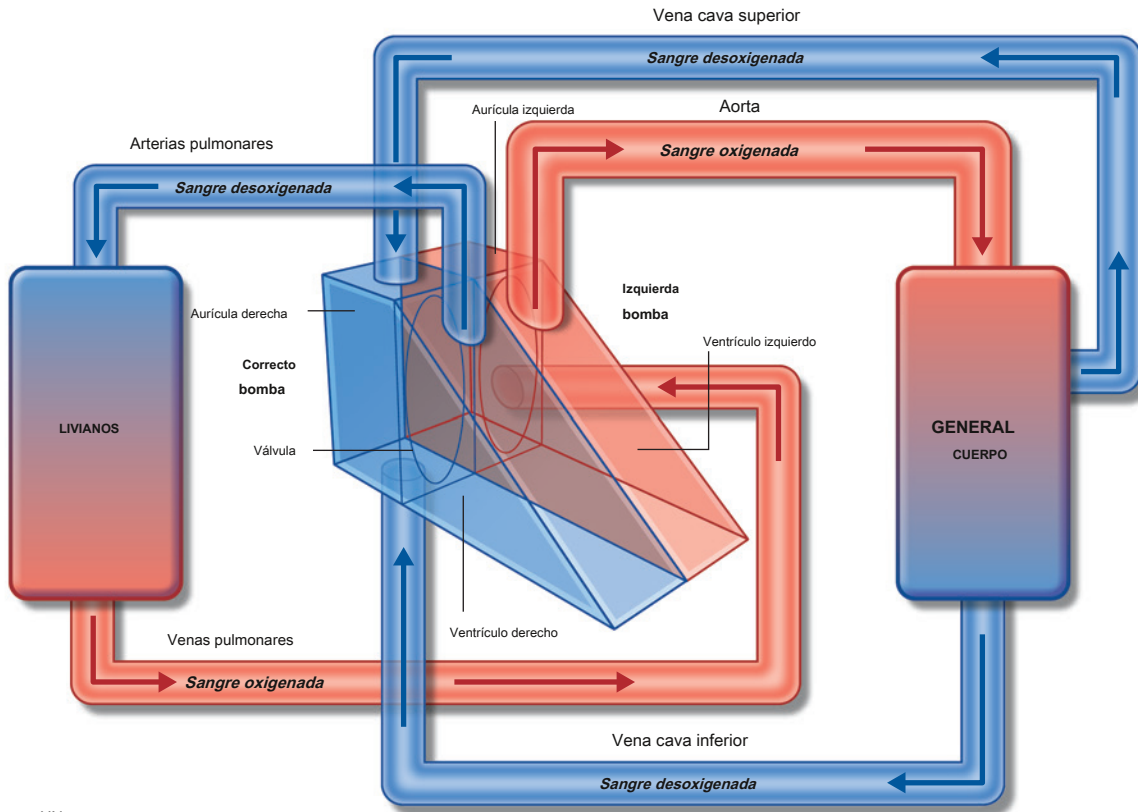 Vena cava superior
Sangre desoxigenada
Aurícula izquierda
Aorta
Arterias pulmonares
Sangre oxigenada
Sangre desoxigenada
Izquierda
bomba
Aurícula derecha
Ventrículo izquierdo
Correcto
bomba
LIVIANOS
GENERAL
CUERPO
Válvula
Venas pulmonares
Ventrículo derecho
Sangre oxigenada
Vena cava inferior
Sangre desoxigenada